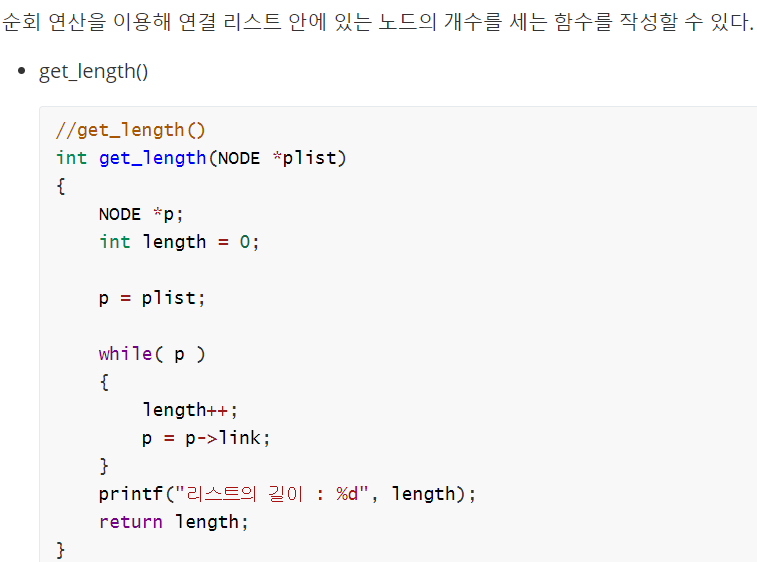 순회 연산을 이용해 연결 리스트 안에 있는 노드의 개수를 세는 함수를 작성할 수 있다.
• get_length()
//get_length()
int get_length(NODE *plist)
{
    NODE *p;
    int length = 0;
    p = plist;
    while( p )
    {
        length++;
        p = p->link;
    }
    printf("리스트의 길이 : %d", length);
    return length;
}